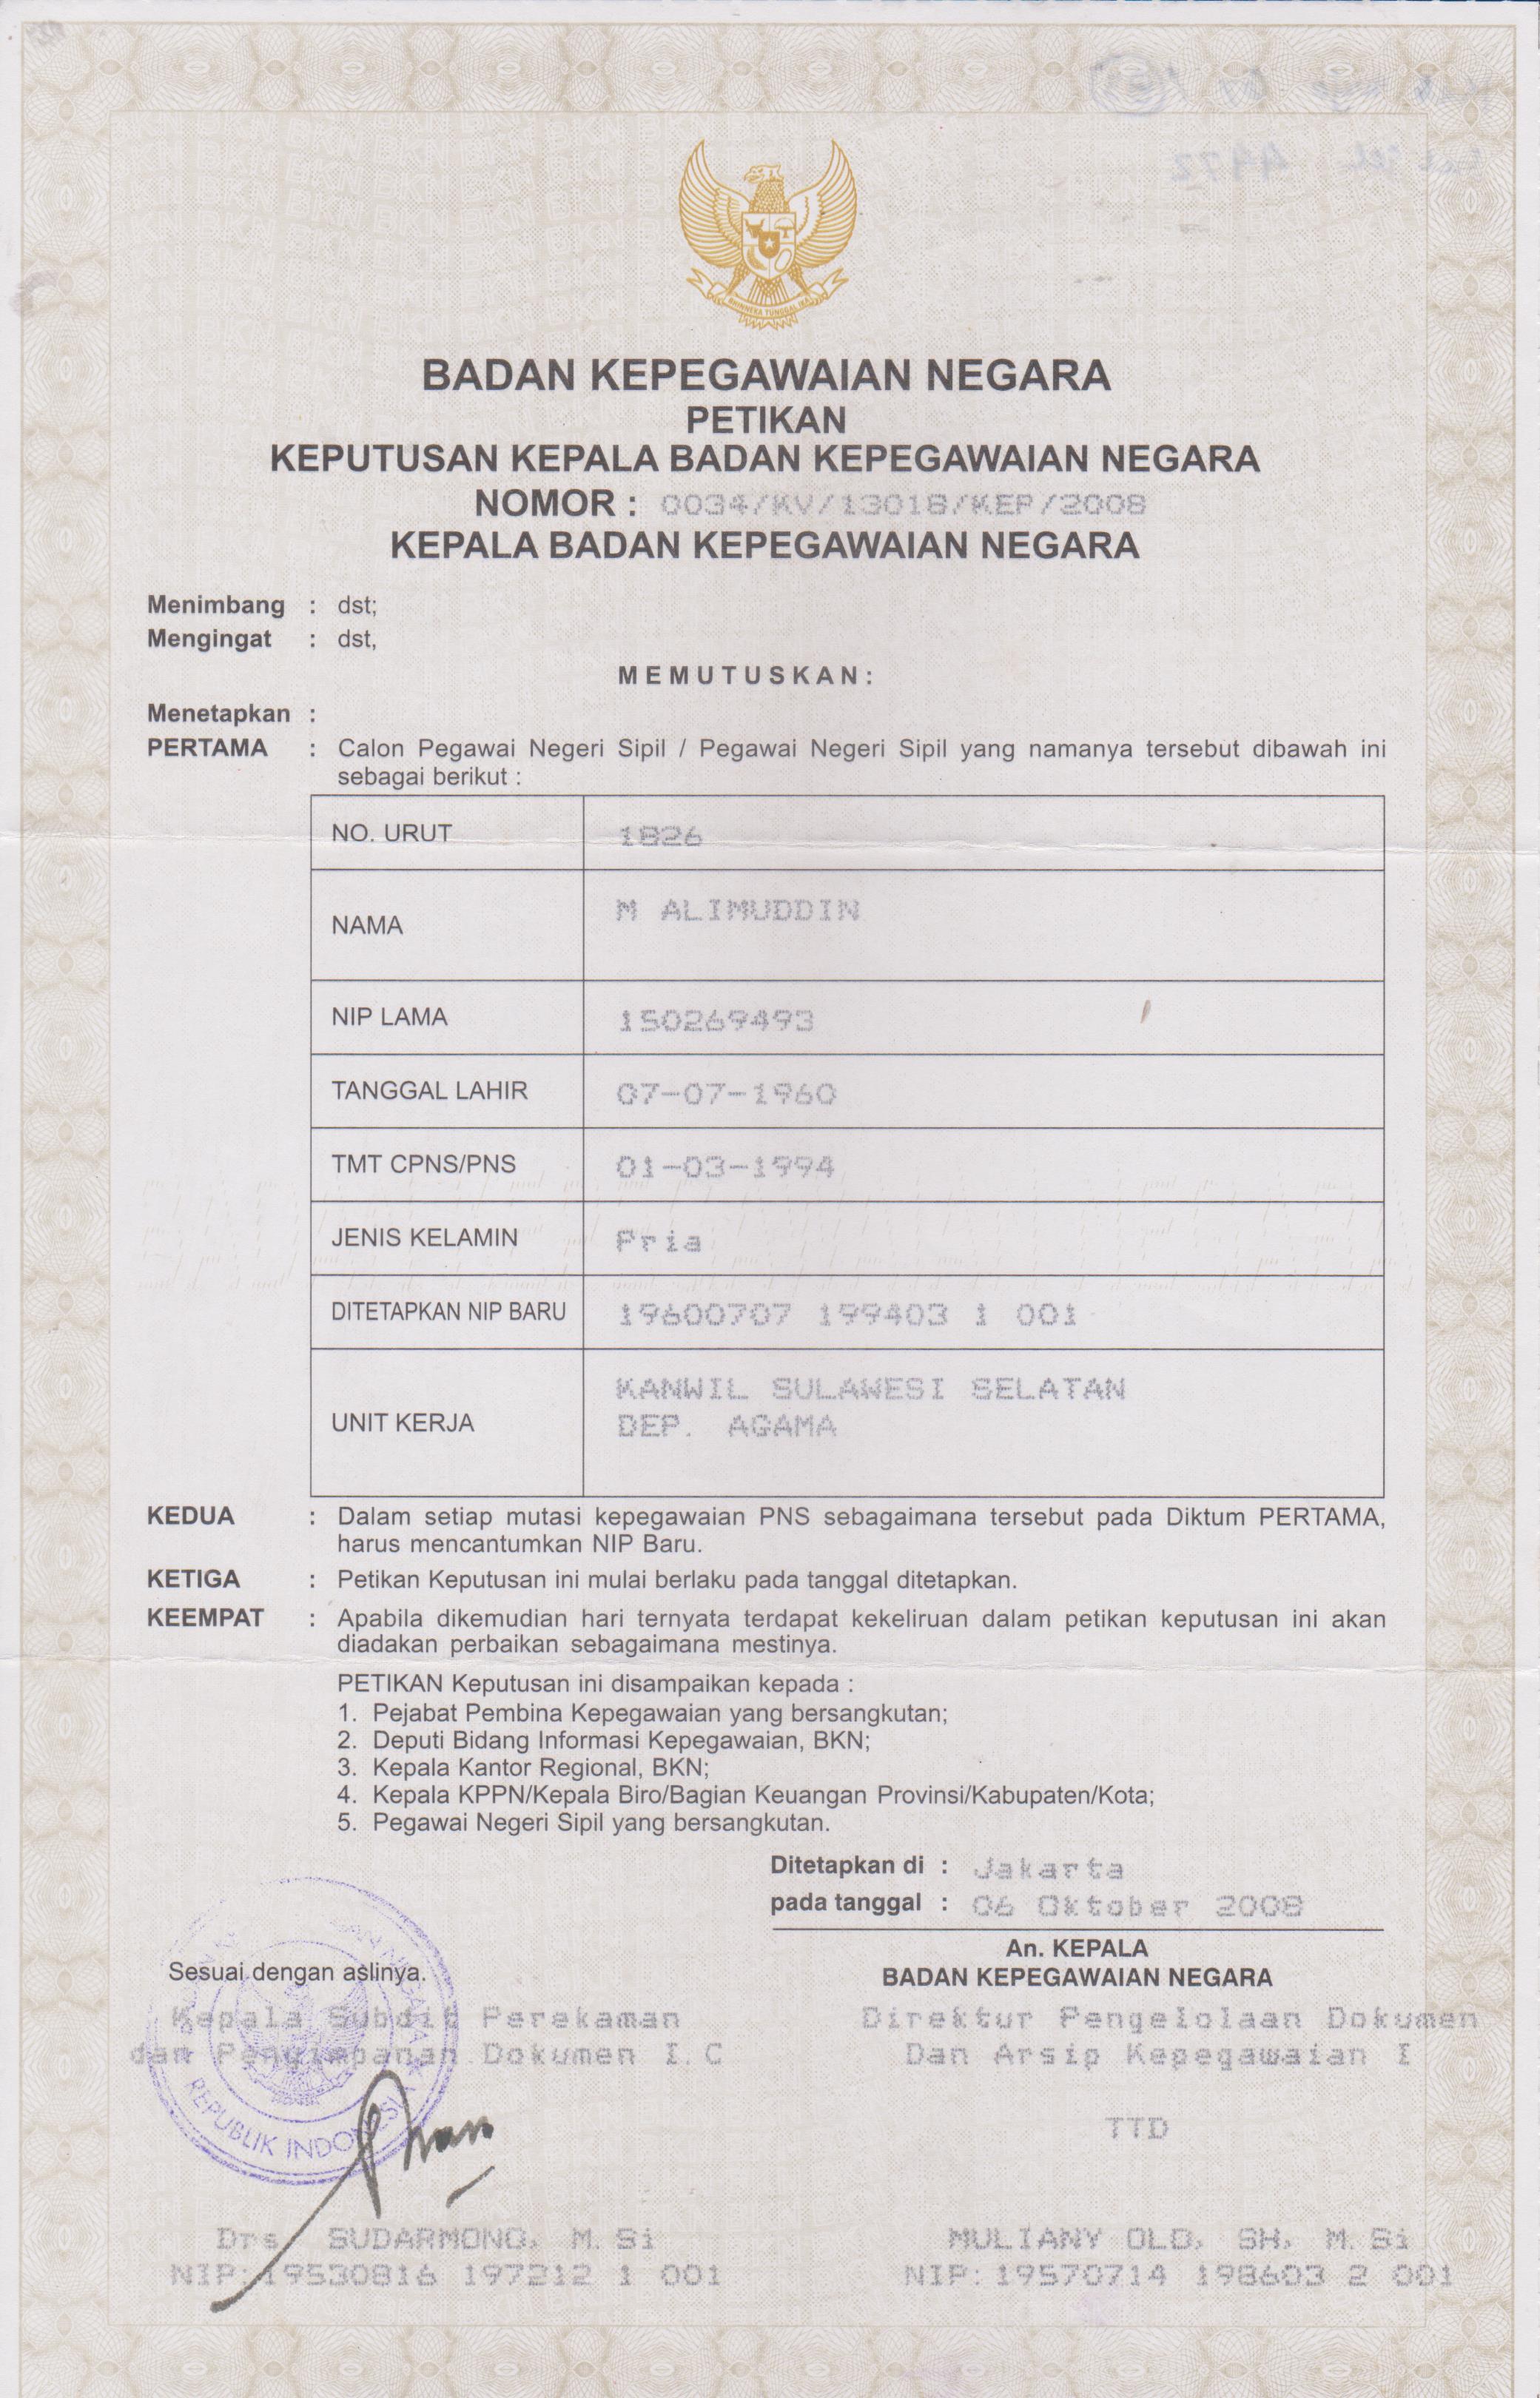 BHINNEKA TUNGGAL IKA
BADAN KEPEGAWAIAN NEGARA
PETIKAN
KEPUTUSAN KEPALA BADAN KEPEGAWAIAN NEGARA
NOMOR : 0034/KV/13018/KEP/2008
KEPALA BADAN KEPEGAWAIAN NEGARA
Menimbang : dst;
Mengingat : dst,
MEMUTUSKAN:
Menetapkan :
PERTAMA : Calon Pegawai Negeri Sipil / Pegawai Negeri Sipil yang namanya tersebut dibawah ini
sebagai berikut :
NO. URUT 1826
NAMA M ALIMUDDIN
NIP LAMA 150269493
TANGGAL LAHIR 07-07-1960
TMT CPNS/PNS 01-03-1994
JENIS KELAMIN Pria
DITETAPKAN NIP BARU 19600707 199403 1 001
UNIT KERJA KANWIL SULAWESI SELATAN
DEP. AGAMA
KEDUA : Dalam setiap mutasi kepegawaian PNS sebagaimana tersebut pada Diktum PERTAMA,
harus mencantumkan NIP Baru.
KETIGA : Petikan Keputusan ini mulai berlaku pada tanggal ditetapkan.
KEEMPAT : Apabila dikemudian hari ternyata terdapat kekeliruan dalam petikan keputusan ini akan
diadakan perbaikan sebagaimana mestinya.
PETIKAN Keputusan ini disampaikan kepada :
1. Pejabat Pembina Kepegawaian yang bersangkutan;
2. Deputi Bidang Informasi Kepegawaian, BKN;
3. Kepala Kantor Regional, BKN;
4. Kepala KPPN/Kepala Biro/Bagian Keuangan Provinsi/Kabupaten/Kota;
5. Pegawai Negeri Sipil yang bersangkutan.
Ditetapkan di : Jakarta
pada tanggal : 06 Oktober 2008
An. KEPALA
BADAN KEPEGAWAIAN NEGARA
Direktur Pengelolaan Dokumen
Dan Arsip Kepegawaian I
TTD
MULIANY OLD, SH, M.Si
NIP:19570714 198603 2 001
Sesuai dengan aslinya.
Kepala Subdit Perekaman
dan Penyimpanan Dokumen I.C
REPUBLIK INDONESIA
Drs. SUDARMONO, M.Si
NIP:19530816 197212 1 001